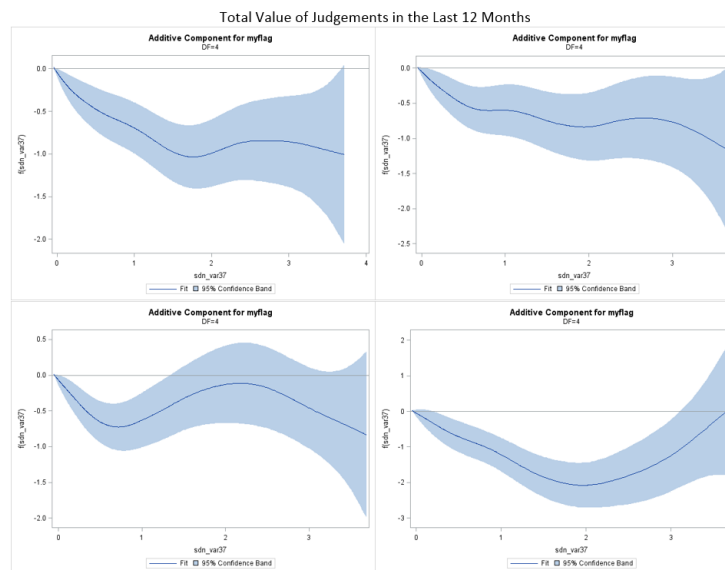 Total Value of Judgements in the Last 12 Months
Additive Component for myflag
DF=4
f(sdn_var37)
0.0
-0.5
-1.0
-1.5
-2.0
0 1 2 3 4
sdn_var37
Fit 95% Confidence Band
Additive Component for myflag
DF=4
f(sdn_var37)
0.0
-0.5
-1.0
-1.5
-2.0
-2.5
0 1 2 3
sdn_var37
Fit 95% Confidence Band
Additive Component for myflag
DF=4
f(sdn_var37)
0.5
0.0
-0.5
-1.0
-1.5
-2.0
0 1 2 3
sdn_var37
Fit 95% Confidence Band
Additive Component for myflag
DF=4
f(sdn_var37)
2
1
0
-1
-2
-3
0 1 2 3
sdn_var37
Fit 95% Confidence Band